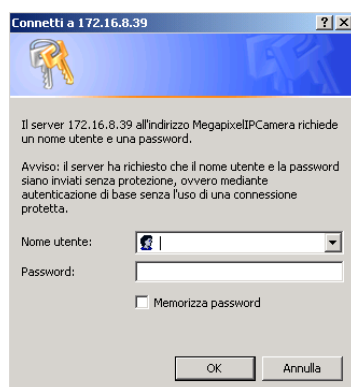 Connetti a 172.16.8.39
Il server 172.16.8.39 all'indirizzo MegapixelIPCamera richiede
un nome utente e una password.
Avviso: il server ha richiesto che il nome utente e la password
siano inviati senza protezione, ovvero mediante
autenticazione di base senza l'uso di una connessione
protetta.
Nome utente:
Password:
Memorizza password
OK Annulla